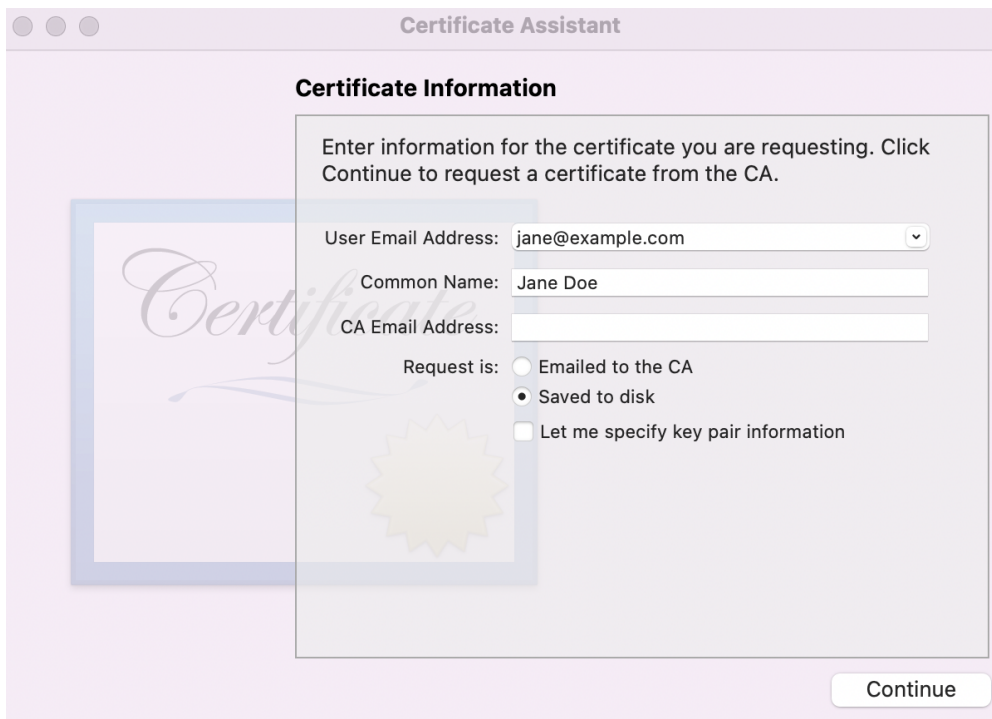 Certificate Assistant
Certificate Information
Enter information for the certificate you are requesting. Click
Continue to request a certificate from the CA.
Certificate
User Email Address: jane@example.com
Common Name: Jane Doe
CA Email Address:
Request is: Emailed to the CA
Saved to disk
Let me specify key pair information
Continue